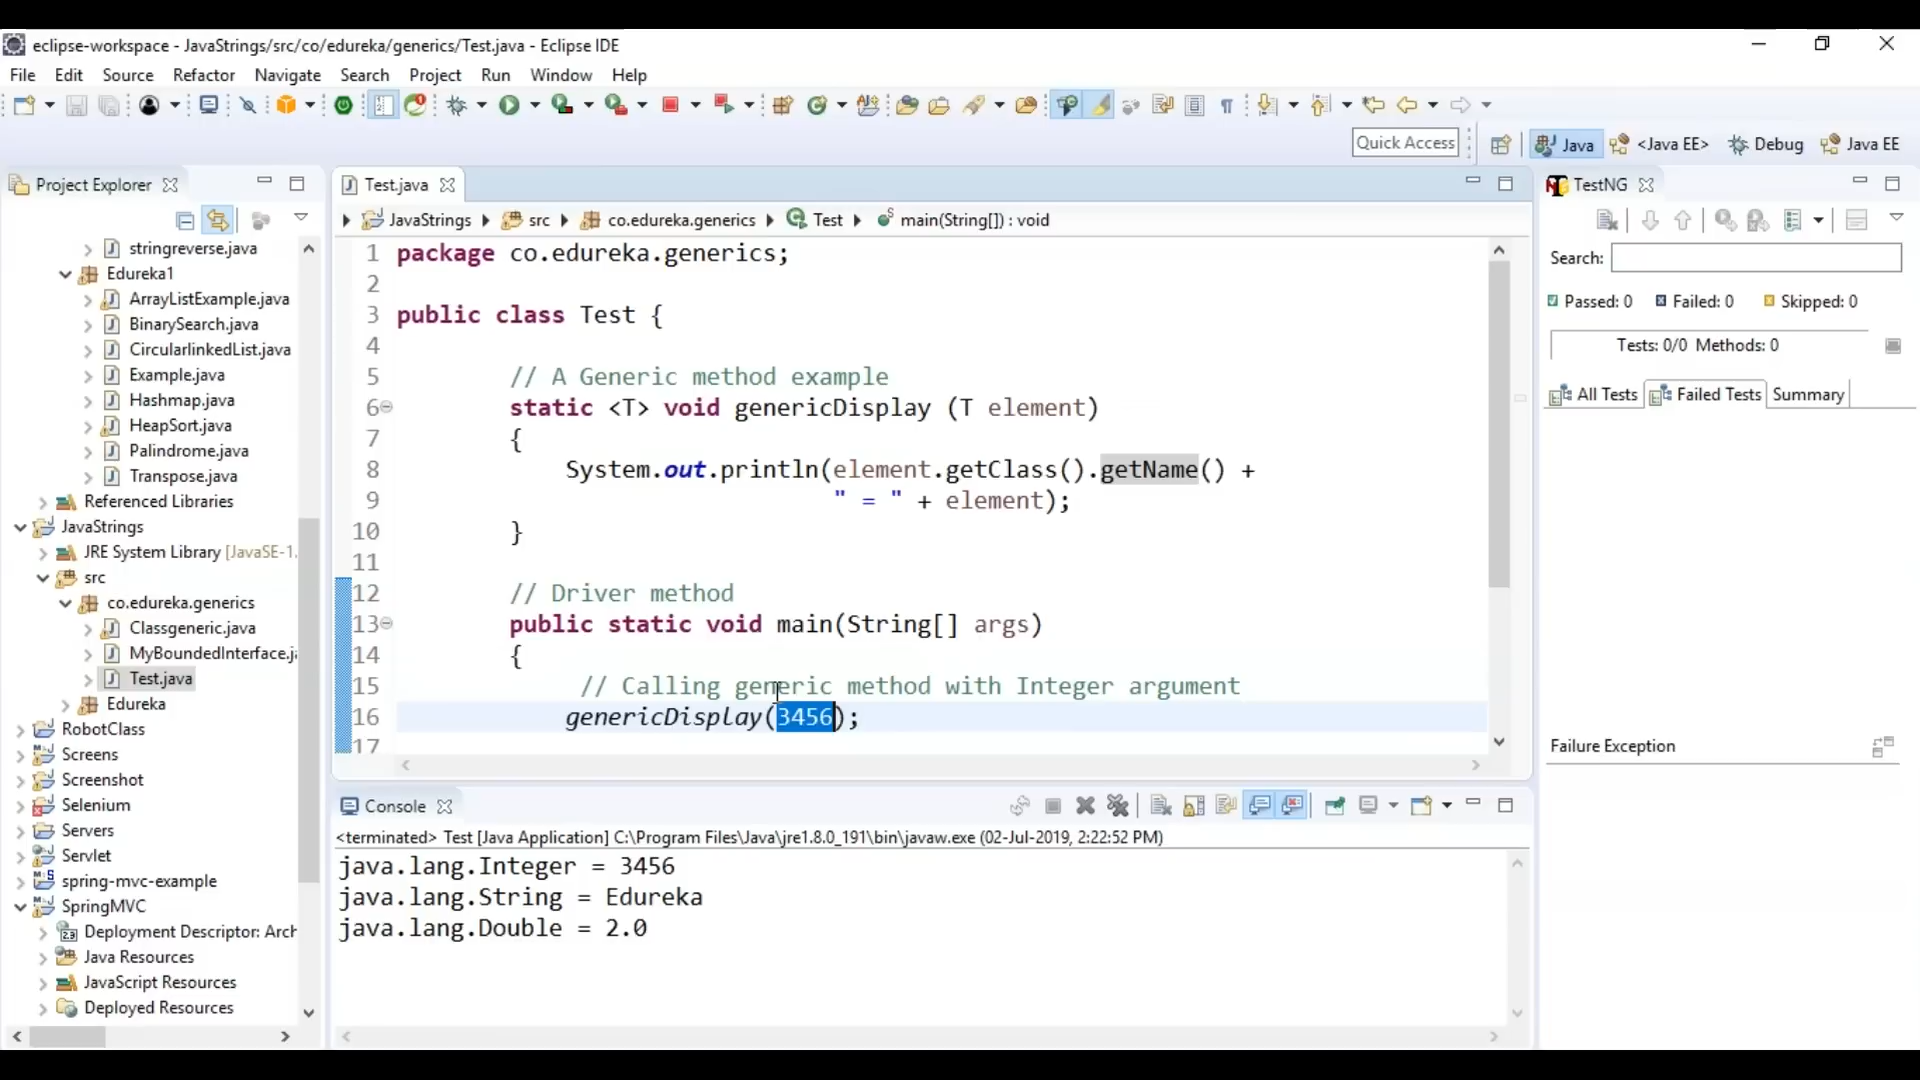 eclipse-workspace - JavaStrings/src/co/edureka/generics/Test.java - Eclipse IDE
File Edit Source Refactor Navigate Search Project Run Window Help
Quick Access
Java <Java EE> Debug Java EE
Project Explorer
stringreverse.java
Edureka1
ArrayListExample.java
BinarySearch.java
CircularlinkedList.java
Example.java
Hashmap.java
HeapSort.java
Palindrome.java
Transpose.java
Referenced Libraries
JavaStrings
JRE System Library [JavaSE-1.
src
co.edureka.generics
Classgeneric.java
MyBoundedInterface.ja
Test.java
Edureka
RobotClass
Screens
Screenshot
Selenium
Servers
Servlet
spring-mvc-example
SpringMVC
Deployment Descriptor: Arch
Java Resources
JavaScript Resources
Deployed Resources
Test.java
JavaStrings src co.edureka.generics Test main(String[]) : void
1 package co.edureka.generics;
2
3 public class Test {
4
5 // A Generic method example
6 static <T> void genericDisplay (T element)
7 {
8 System.out.println(element.getClass().getName() +
9 " = " + element);
10 }
11
12 // Driver method
13 public static void main(String[] args)
14 {
15 // Calling generic method with Integer argument
16 genericDisplay(3456);
17
Console
<terminated> Test [Java Application] C:\Program Files\Java\jre1.8.0_191\bin\javaw.exe (02-Jul-2019, 2:22:52 PM)
java.lang.Integer = 3456
java.lang.String = Edureka
java.lang.Double = 2.0
TestNG
Search:
Passed: 0 Failed: 0 Skipped: 0
Tests: 0/0 Methods: 0
All Tests Failed Tests Summary
Failure Exception